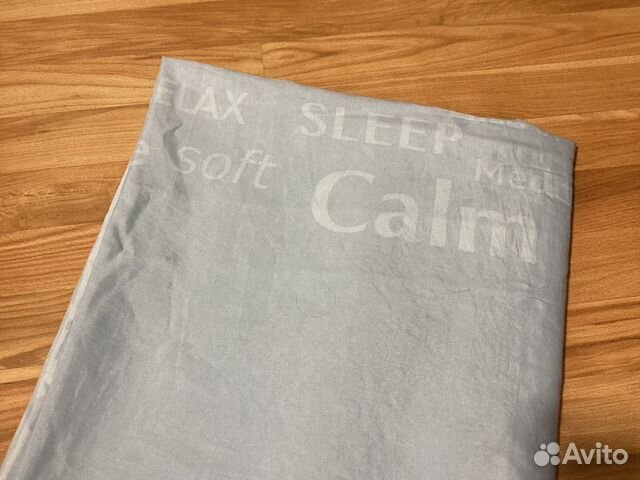 ELAX SLEEP
e soft Med
Calm
Avito